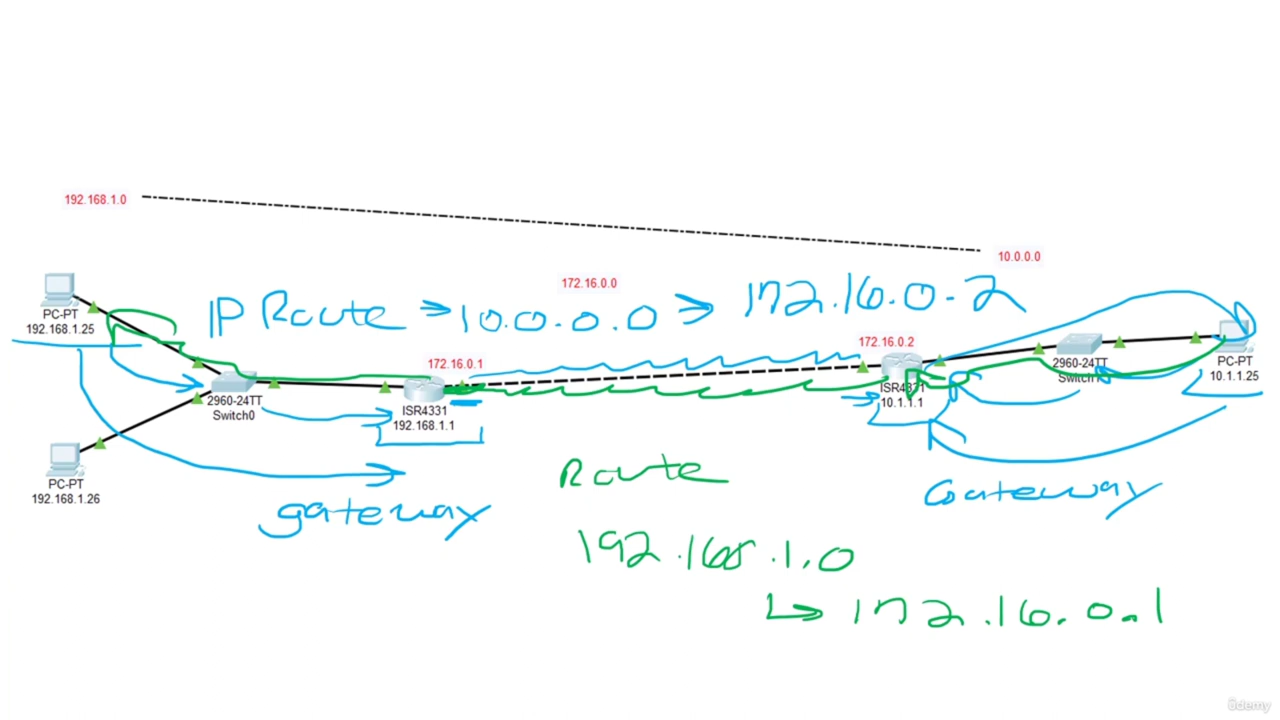 192.168.1.0
10.0.0.0
172.16.0.0
IP Route → 10.0.0.0 > 172.16.0.2
PC-PT
192.168.1.25
172.16.0.1
172.16.0.2
2960-24TT
Switch0
ISR4331
192.168.1.1
ISR4331
10.1.1.1
2960-24TT
Switch1
PC-PT
10.1.1.25
PC-PT
192.168.1.26
gateway
Route
Gateway
192.168.1.0
↳ 172.16.0.1
ûdemy